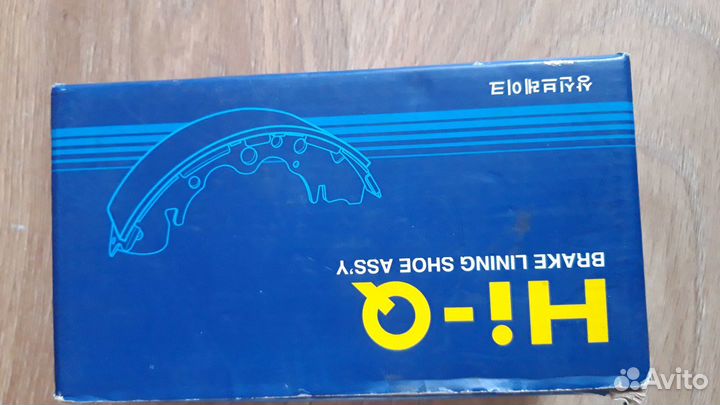 Hi-Q
BRAKE LINING SHOE ASS'Y
상신브레이크
Avito